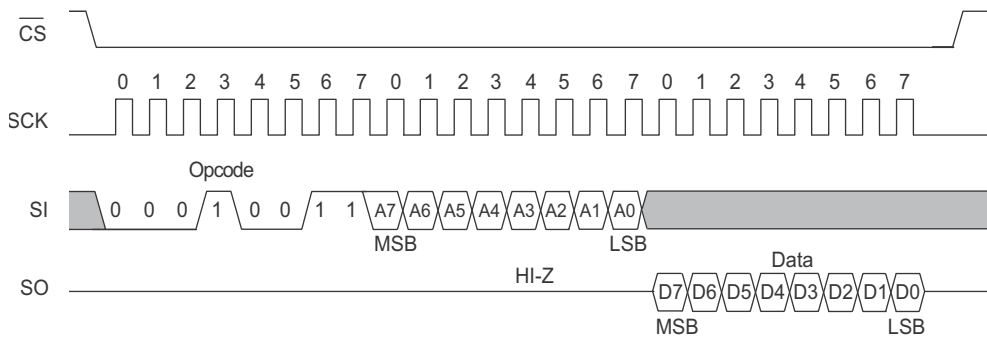 CS
0 1 2 3 4 5 6 7 0 1 2 3 4 5 6 7 0 1 2 3 4 5 6 7
SCK
Opcode
SI 0 0 0 1 0 0 1 1 A7 A6 A5 A4 A3 A2 A1 A0
MSB LSB
HI-Z Data
SO D7 D6 D5 D4 D3 D2 D1 D0
MSB LSB